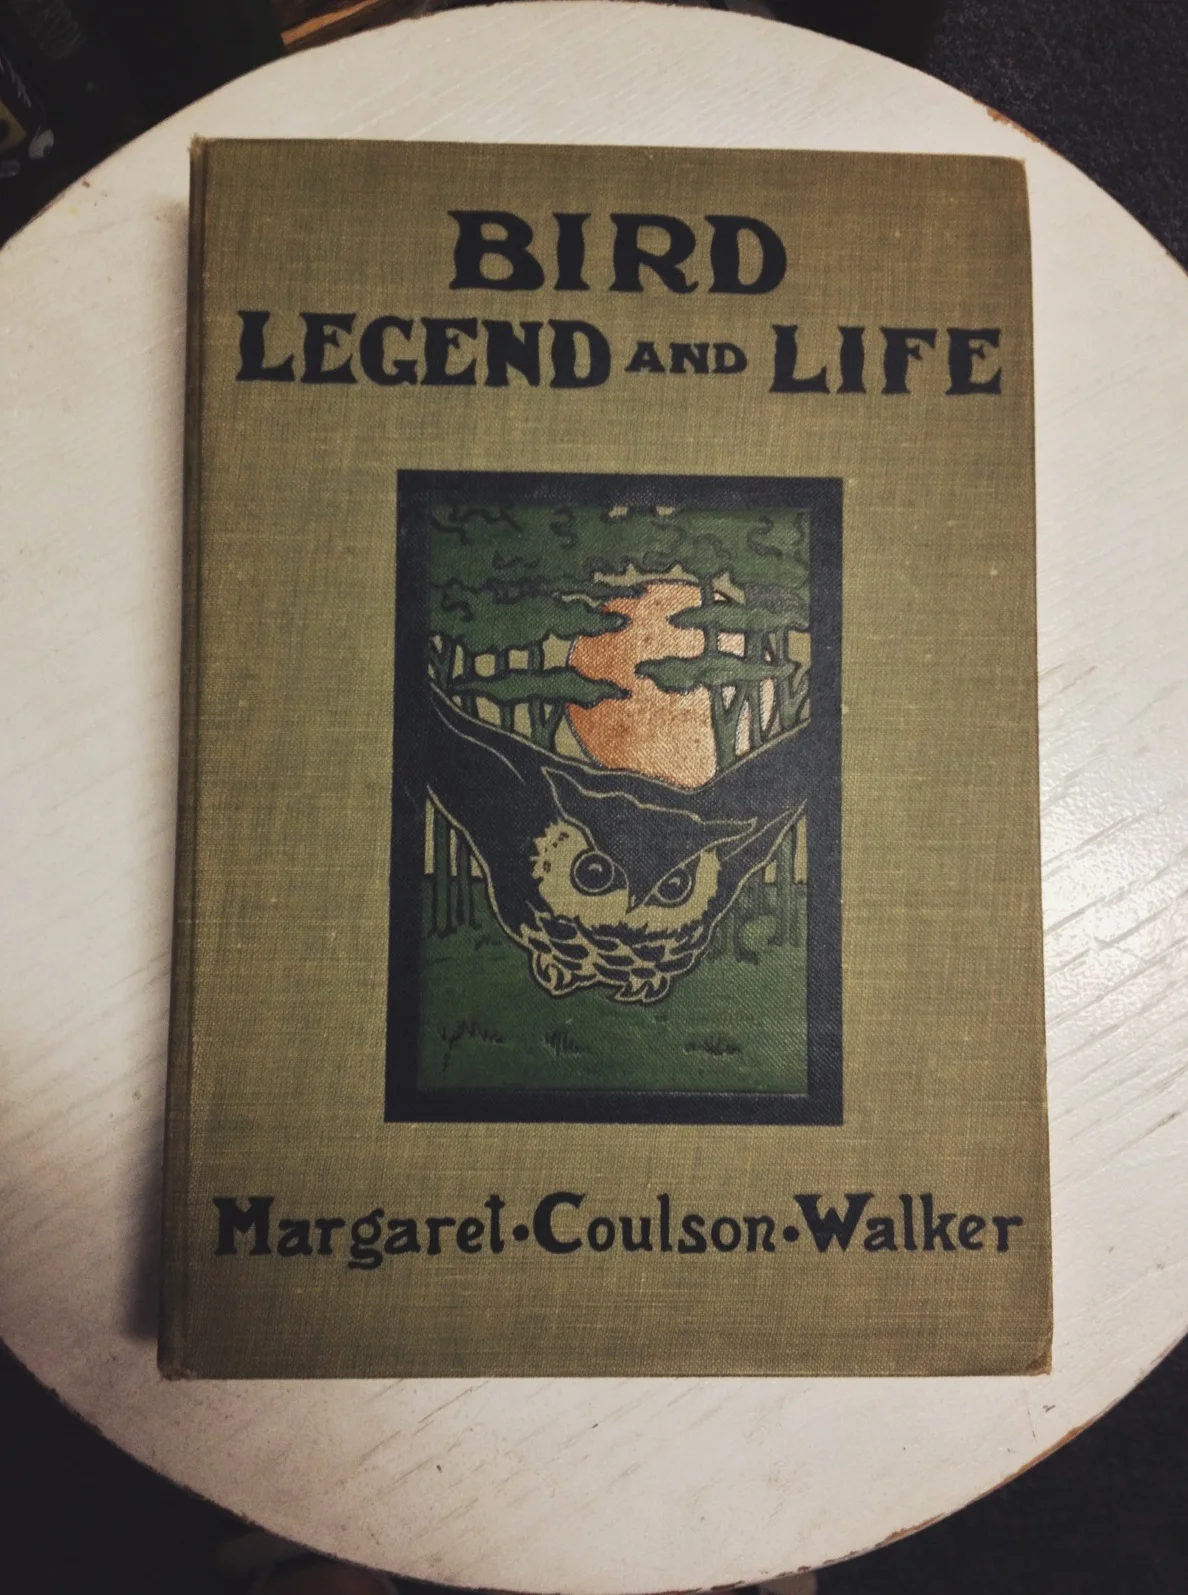 BIRD
LEGEND AND LIFE
Margaret·Coulson·Walker